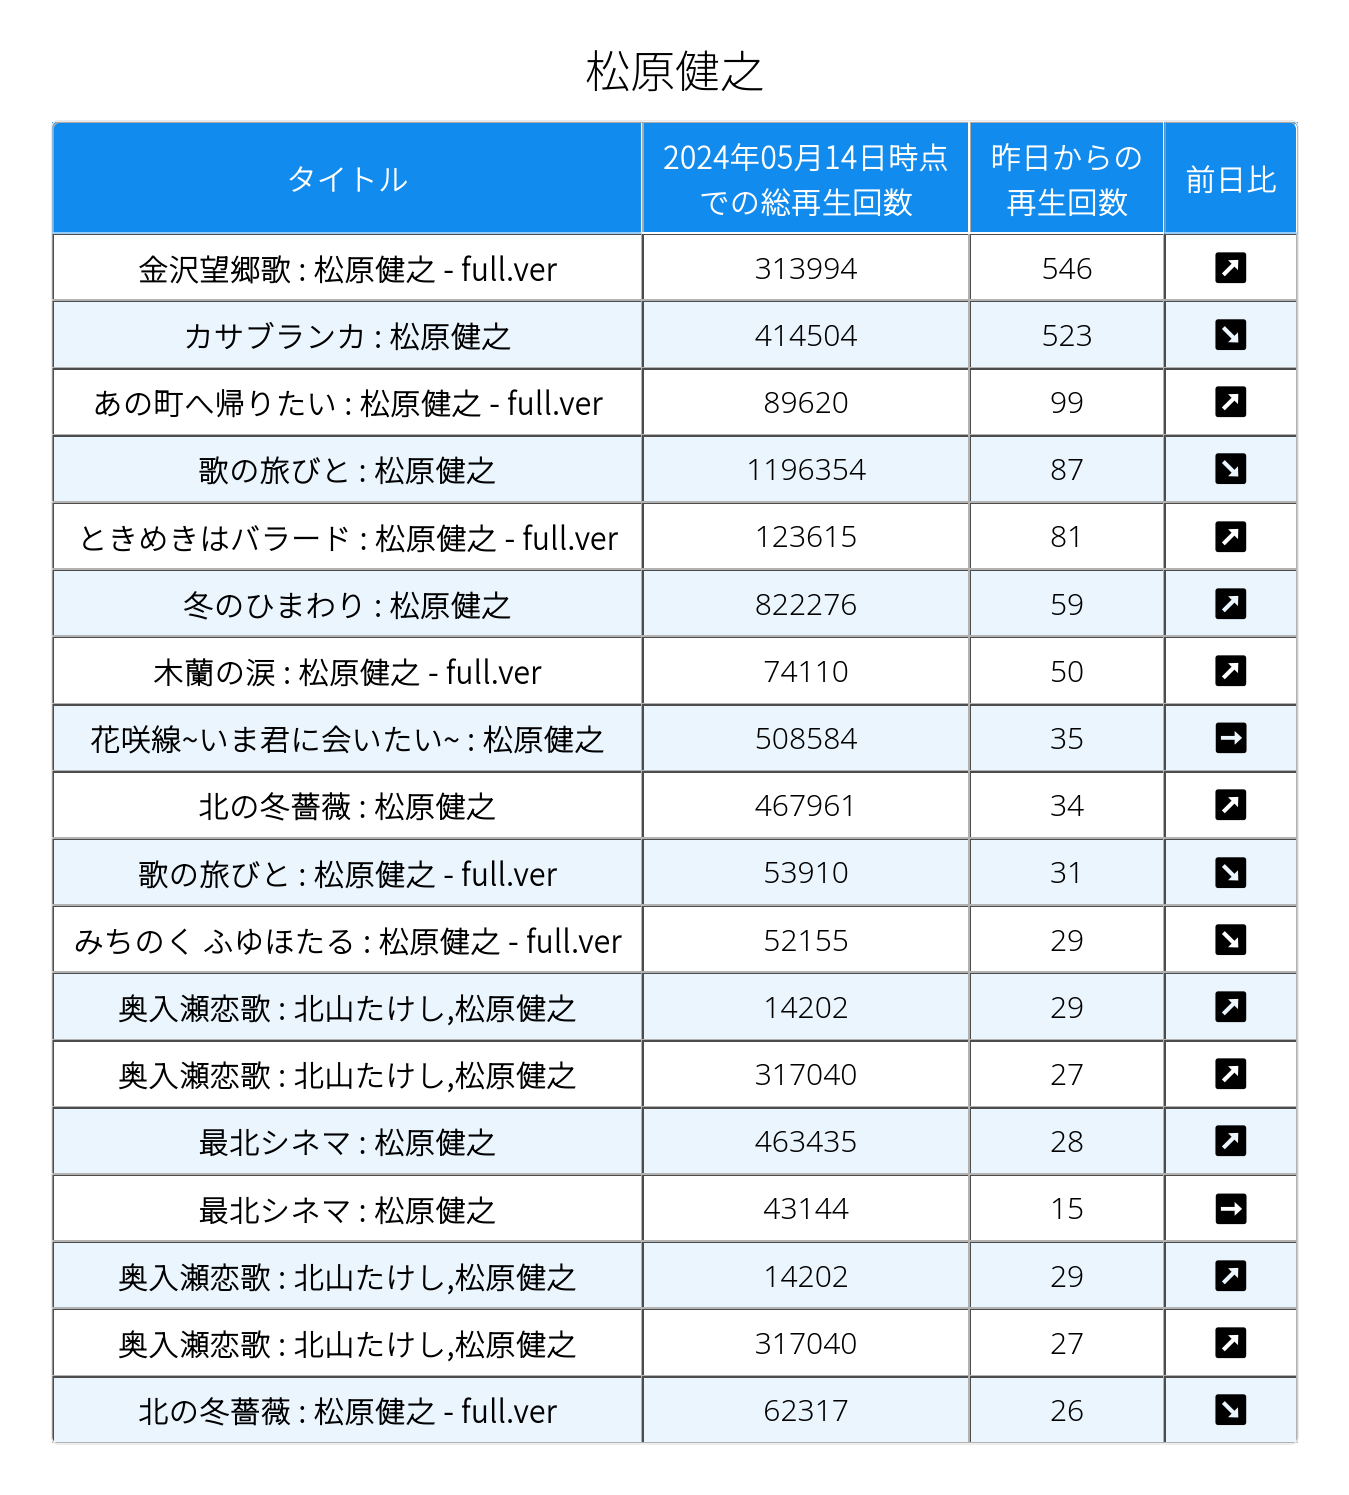 松原健之
タイトル 2024年05月14日時点での総再生回数 昨日からの再生回数 前日比
金沢望郷歌 : 松原健之 - full.ver 313994 546 ↗
カサブランカ : 松原健之 414504 523 ↘
あの町へ帰りたい : 松原健之 - full.ver 89620 99 ↗
歌の旅びと : 松原健之 1196354 87 ↘
ときめきはバラード : 松原健之 - full.ver 123615 81 ↗
冬のひまわり : 松原健之 822276 59 ↗
木蘭の涙 : 松原健之 - full.ver 74110 50 ↗
花咲線~いま君に会いたい~ : 松原健之 508584 35 →
北の冬薔薇 : 松原健之 467961 34 ↗
歌の旅びと : 松原健之 - full.ver 53910 31 ↘
みちのく ふゆほたる : 松原健之 - full.ver 52155 29 ↘
奥入瀬恋歌 : 北山たけし,松原健之 14202 29 ↗
奥入瀬恋歌 : 北山たけし,松原健之 317040 27 ↗
最北シネマ : 松原健之 463435 28 ↗
最北シネマ : 松原健之 43144 15 →
奥入瀬恋歌 : 北山たけし,松原健之 14202 29 ↗
奥入瀬恋歌 : 北山たけし,松原健之 317040 27 ↗
北の冬薔薇 : 松原健之 - full.ver 62317 26 ↘